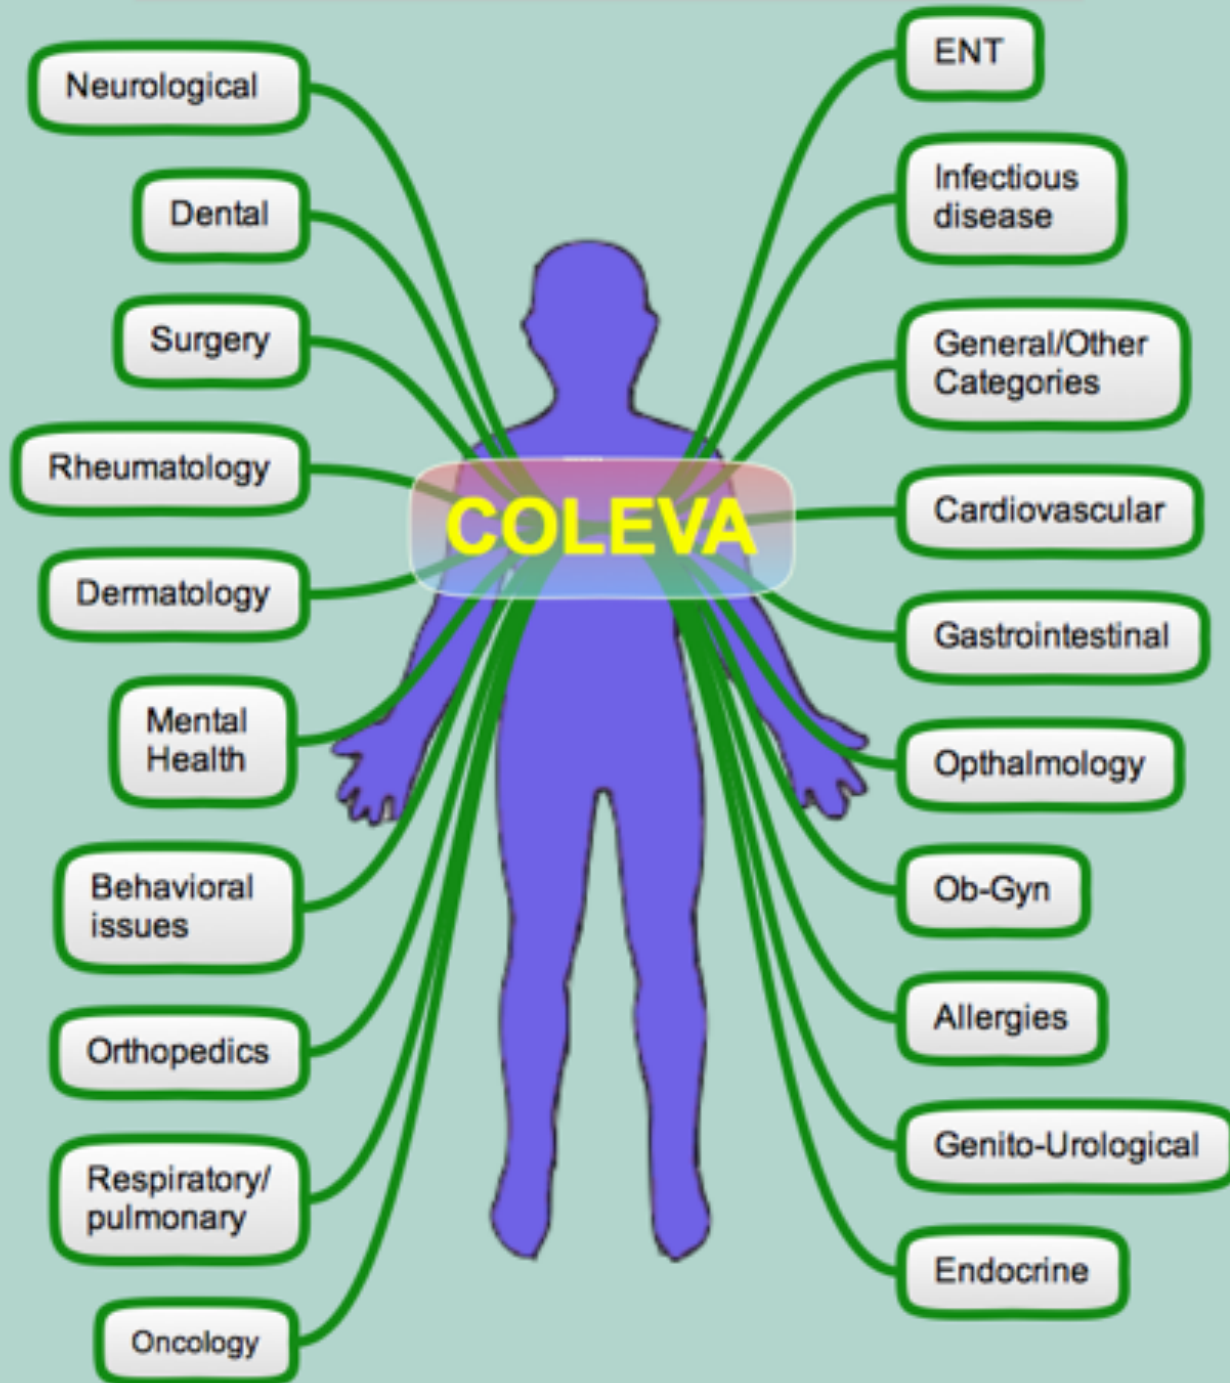 Neurological
Dental
Surgery
Rheumatology
Dermatology
Mental
Health
Behavioral
issues
Orthopedics
Respiratory/
pulmonary
Oncology
COLEVA
ENT
Infectious
disease
General/Other
Categories
Cardiovascular
Gastrointestinal
Opthalmology
Ob-Gyn
Allergies
Genito-Urological
Endocrine